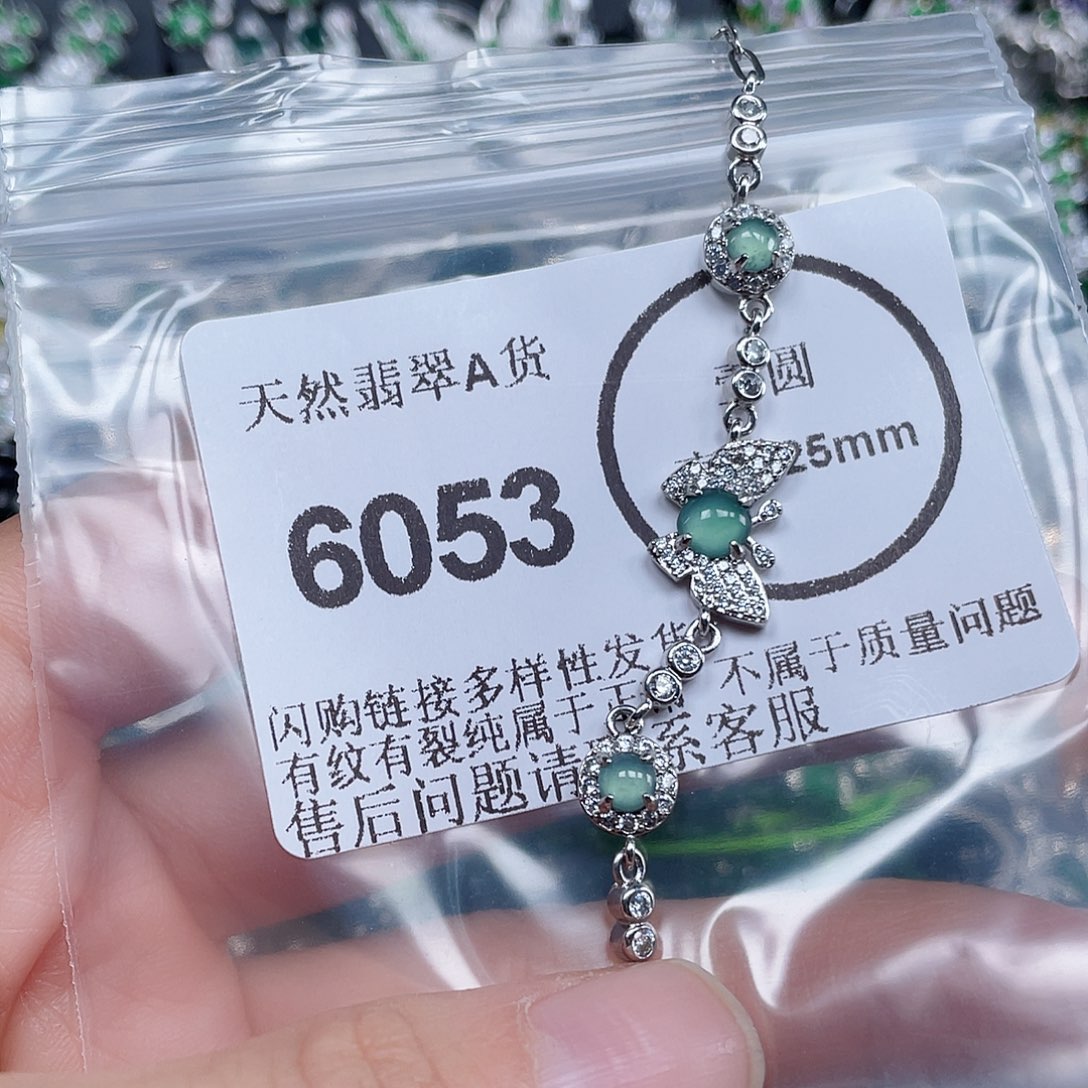 天然翡翠A货
圆
25mm
6053
闪购链接多样性发货
有纹有裂纯属于正 不属于质量问题
售后问题请 系客服